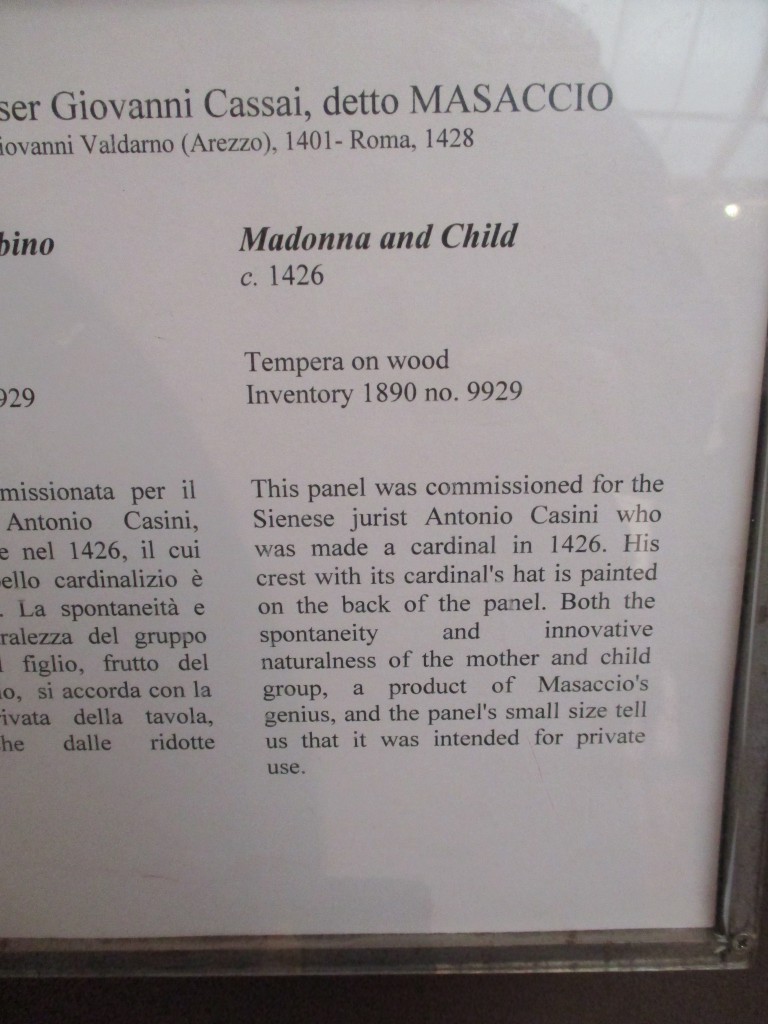 ser Giovanni Cassai, detto MASACCIO
iovanni Valdarno (Arezzo), 1401- Roma, 1428
bino
929
missionata per il
Antonio Casini,
e nel 1426, il cui
ello cardinalizio è
. La spontaneità e
ralezza del gruppo
l figlio, frutto del
no, si accorda con la
rivata della tavola,
he dalle ridotte
Madonna and Child
c. 1426
Tempera on wood
Inventory 1890 no. 9929
This panel was commissioned for the
Sienese jurist Antonio Casini who
was made a cardinal in 1426. His
crest with its cardinal's hat is painted
on the back of the panel. Both the
spontaneity and innovative
naturalness of the mother and child
group, a product of Masaccio's
genius, and the panel's small size tell
us that it was intended for private
use.